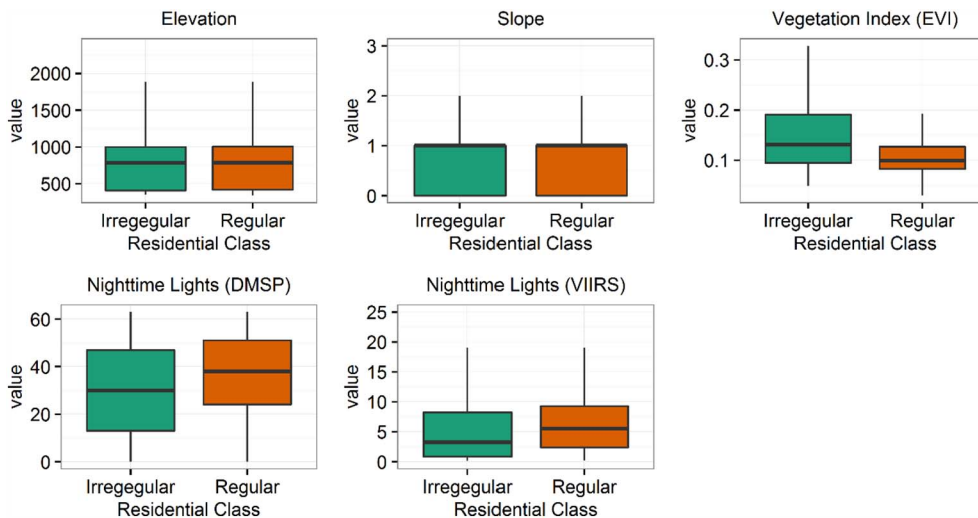 Elevation
2000
1500
1000
500
value
Irregegular Regular
Residential Class
Slope
3
2
1
0
value
Irregegular Regular
Residential Class
Vegetation Index (EVI)
0.3
0.2
0.1
value
Irregegular Regular
Residential Class
Nighttime Lights (DMSP)
60
40
20
0
value
Irregegular Regular
Residential Class
Nighttime Lights (VIIRS)
25
20
15
10
5
0
value
Irregegular Regular
Residential Class